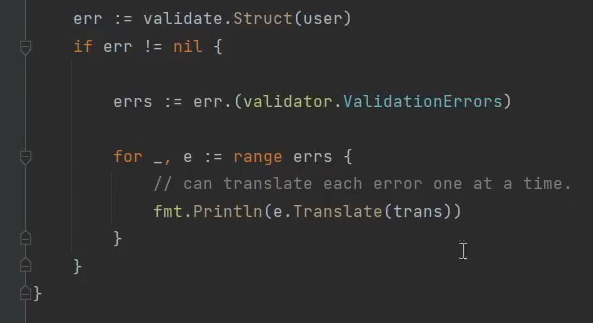 err := validate.Struct(user)
if err != nil {
errs := err.(validator.ValidationErrors)
for _, e := range errs {
// can translate each error one at a time.
fmt.Println(e.Translate(trans))
}
}
}